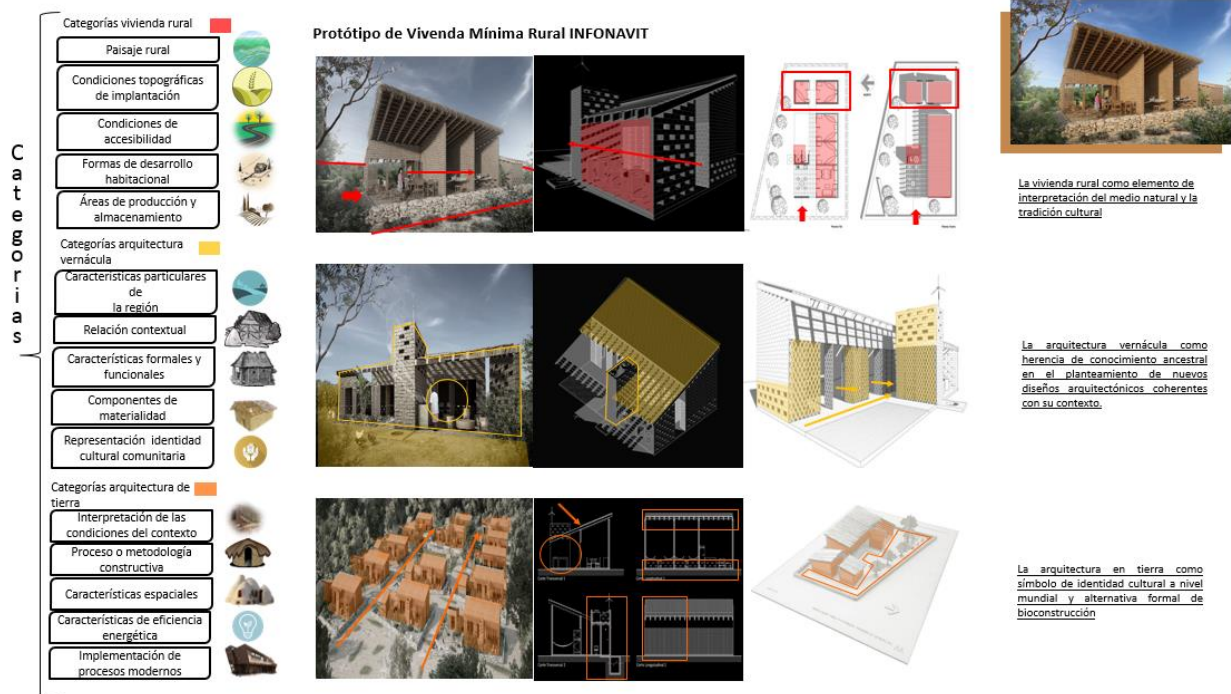 Categorías
Categorías vivienda rural
Paisaje rural
Condiciones topográficas
de implantación
Condiciones de
accesibilidad
Formas de desarrollo
habitacional
Áreas de producción y
almacenamiento
Categorías arquitectura
vernácula
Características particulares
de
la región
Relación contextual
Características formales y
funcionales
Componentes de
materialidad
Representación identidad
cultural comunitaria
Categorías arquitectura de
tierra
Interpretación de las
condiciones del contexto
Proceso o metodología
constructiva
Características espaciales
Características de eficiencia
energética
Implementación de
procesos modernos
Protótipo de Vivenda Mínima Rural INFONAVIT
La vivienda rural como elemento de
interpretación del medio natural y la
tradición cultural
La arquitectura vernácula como
herencia de conocimiento ancestral
en el planteamiento de nuevos
diseños arquitectónicos coherentes
con su contexto.
La arquitectura en tierra como
símbolo de identidad cultural a nivel
mundial y alternativa formal de
bioconstrucción